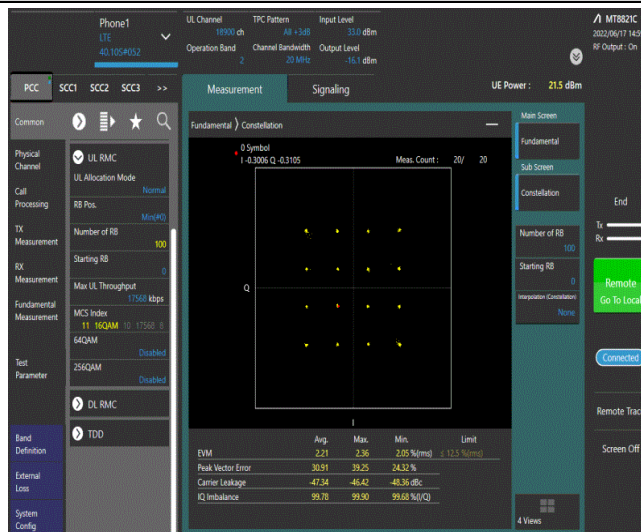 Phone1
LTE
40.10S#052
UL Channel
18900 ch
TPC Pattern
All +3dB
Input Level
33.0 dBm
Operation Band
2
Channel Bandwidth
20 MHz
Output Level
-16.1 dBm
MT8821C
2022/06/17 14:5
RF Output : On
PCC
SCC1
SCC2
SCC3
>>
Measurement
Signaling
UE Power : 21.5 dBm
Common
Physical
Channel
Call
Processing
TX
Measurement
RX
Measurement
Fundamental
Measurement
Test
Parameter
Band
Definition
External
Loss
System
Config
UL RMC
UL Allocation Mode
Normal
RB Pos.
Min(#0)
Number of RB
100
Starting RB
0
Max UL Throughput
17568 kbps
MCS Index
11 16QAM 10 17568 8
64QAM
Disabled
256QAM
Disabled
DL RMC
TDD
Fundamental ⟩ Constellation
0 Symbol
I -0.3006 Q -0.3105
Meas. Count : 20/ 20
Q
I
Avg. Max. Min. Limit
EVM 2.21 2.36 2.05 %(rms) ≤ 12.5 %(rms)
Peak Vector Error 30.91 39.25 24.32 %
Carrier Leakage -47.34 -46.42 -48.36 dBc
IQ Imbalance 99.78 99.90 99.68 %(I/Q)
Main Screen
Fundamental
Sub Screen
Constellation
Number of RB
100
Starting RB
0
Interpolation (Constellation)
None
4 Views
End
Tx
Rx
Remote
Go To Local
Connected
Remote Trac
Screen Off